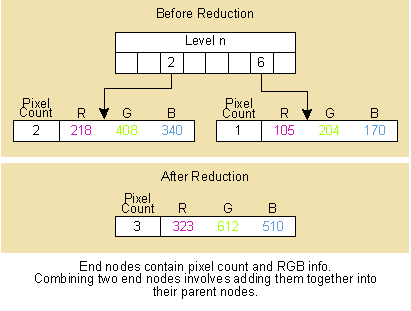 Before Reduction
Level n
2 6
Pixel Count R G B
2 218 408 340
Pixel Count R G B
1 105 204 170
After Reduction
Pixel Count R G B
3 323 612 510
End nodes contain pixel count and RGB info.
Combining two end nodes involves adding them together into
their parent nodes.